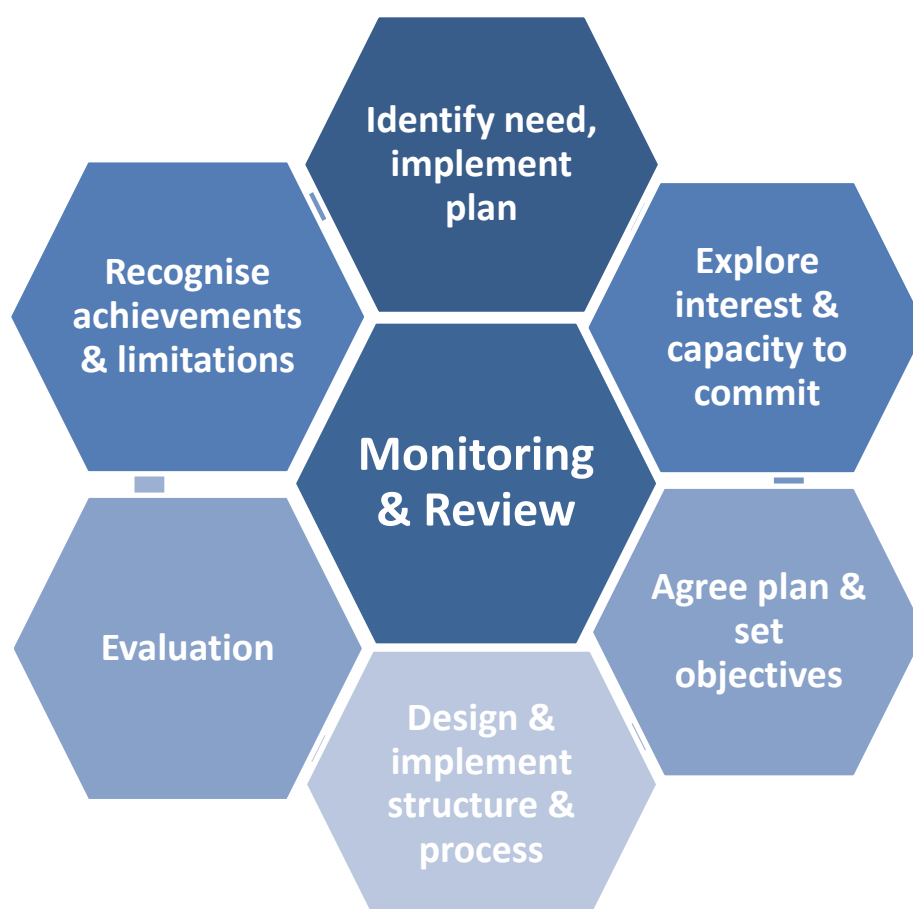 Identify need,
implement
plan
Explore
interest &
capacity to
commit
Agree plan &
set
objectives
Design &
implement
structure &
process
Evaluation
Recognise
achievements
& limitations
Monitoring
& Review